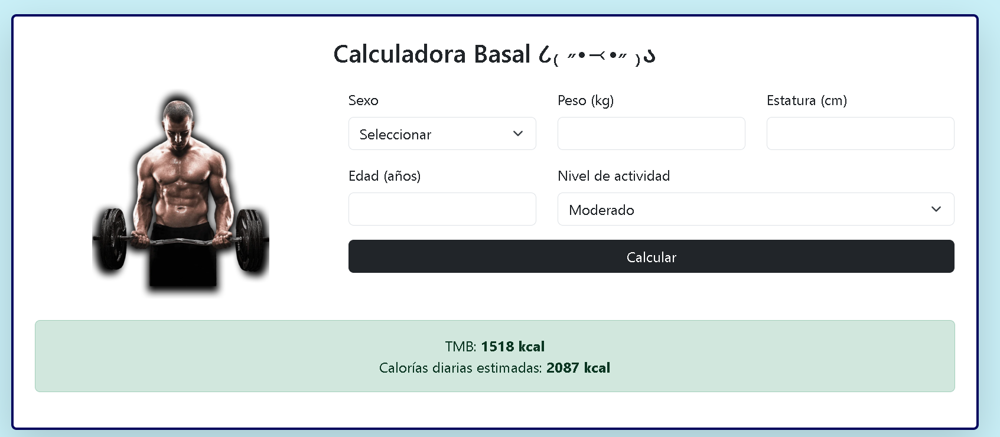 Calculadora Basal ૮₍ ˶•⤙•˶ ₎ა
Sexo
Peso (kg)
Estatura (cm)
Seleccionar
Edad (años)
Nivel de actividad
Moderado
Calcular
TMB: 1518 kcal
Calorías diarias estimadas: 2087 kcal